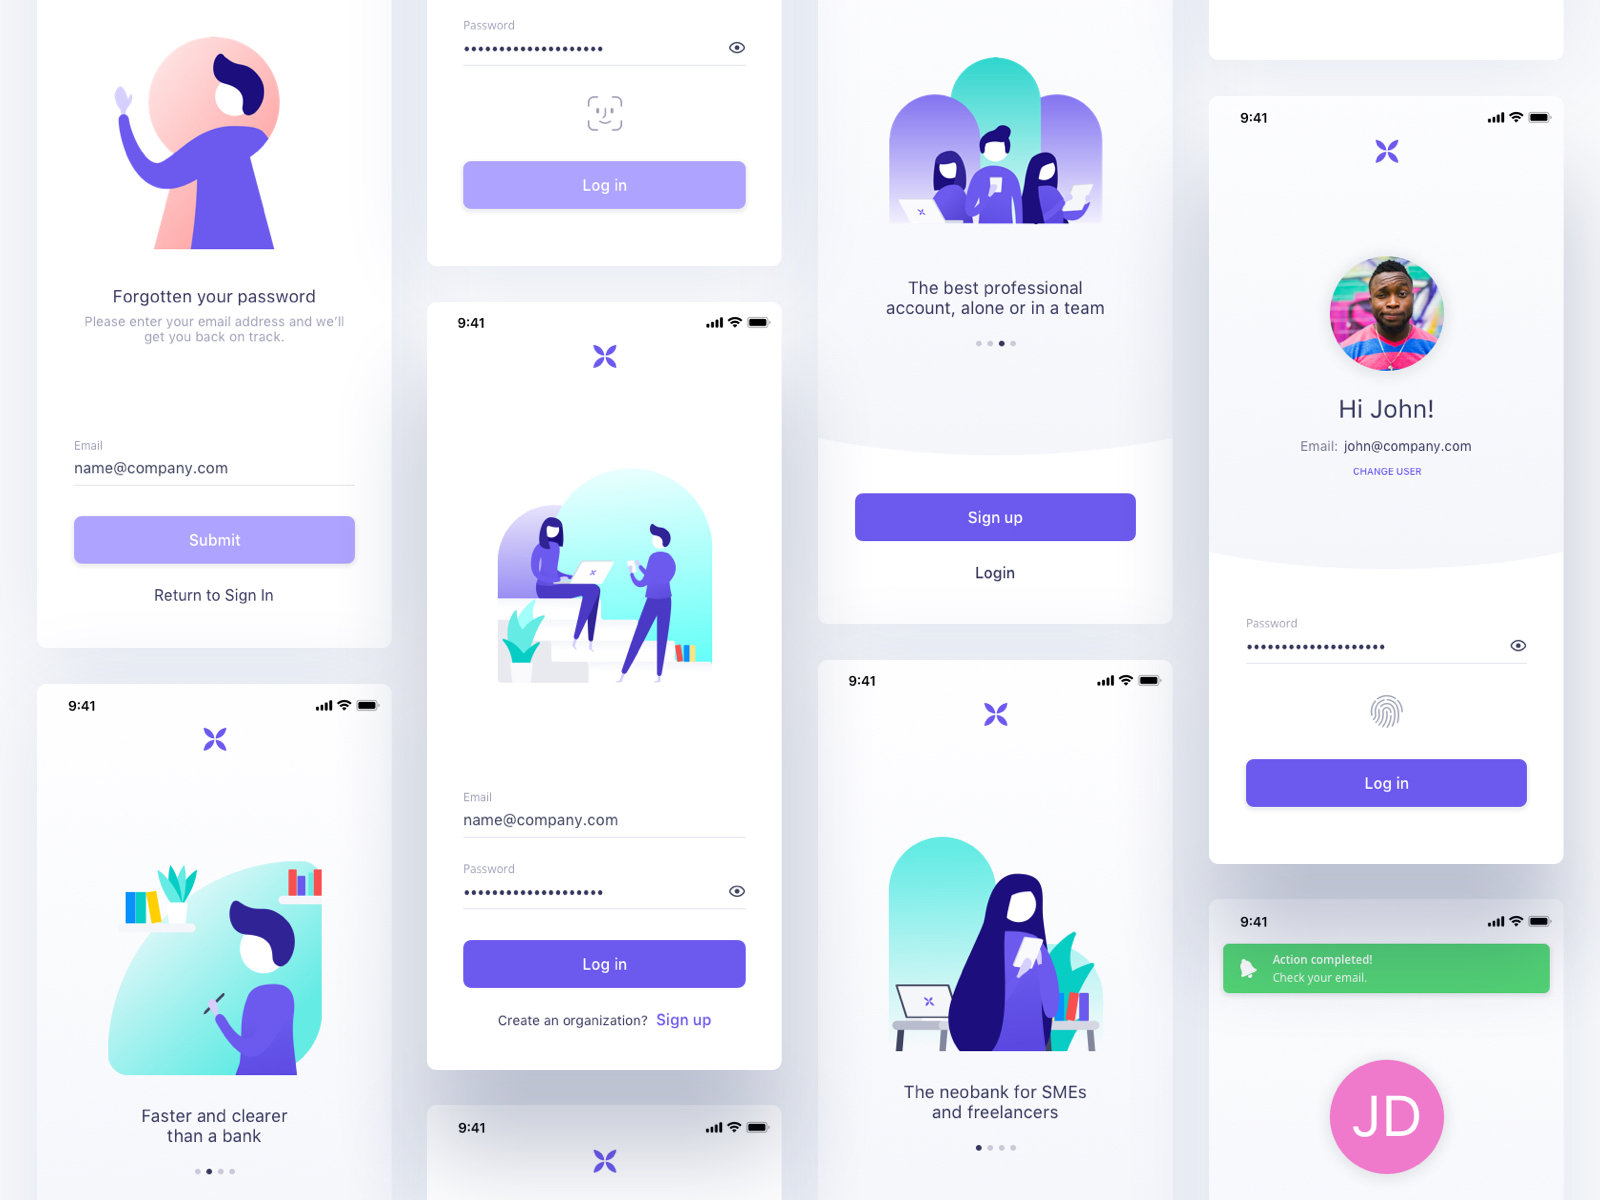 Forgotten your password
Please enter your email address and we'll
get you back on track.
Email
name@company.com
Submit
Return to Sign In
9:41
Faster and clearer
than a bank
Password
••••••••••••••••••••
Log in
9:41
Email
name@company.com
Password
••••••••••••••••••••
Log in
Create an organization? Sign up
9:41
The best professional
account, alone or in a team
Sign up
Login
9:41
The neobank for SMEs
and freelancers
9:41
Hi John!
Email: john@company.com
CHANGE USER
Password
••••••••••••••••••••
Log in
9:41
Action completed!
Check your email.
JD